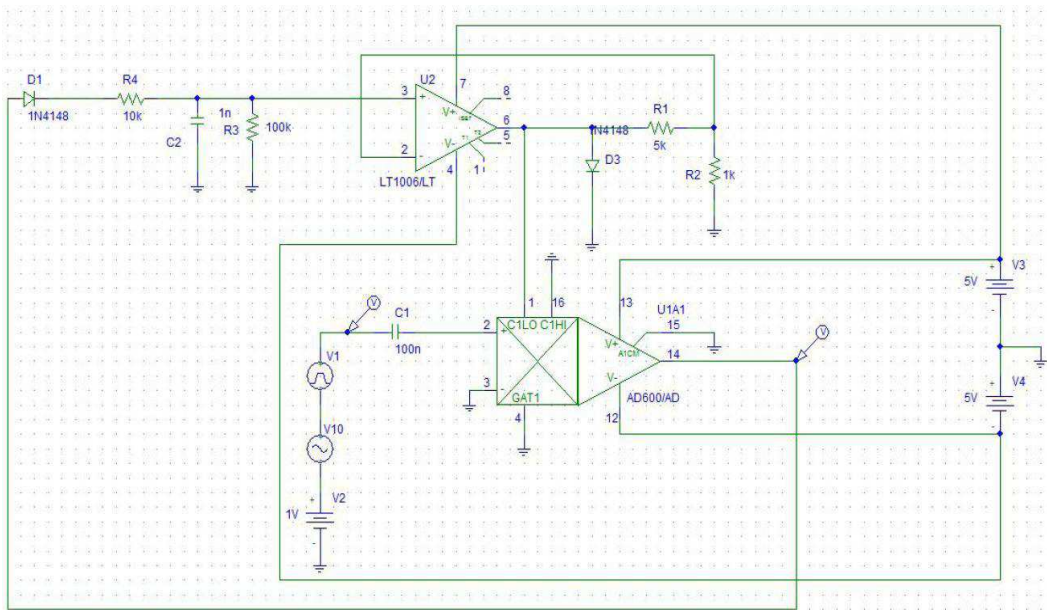 D1
1N4148
R4
10k
C2
1n
R3
100k
U2
3
+
2
-
7
V+
8
6
5
V-
4
1
LT1006/LT
1N4148
D3
R1
5k
R2
1k
V
C1
100n
V1
V10
+
1V
V2
-
1
16
C1LO
C1HI
2
+
3
-
GAT1
4
13
U1A1
15
V+
A1CM
14
V-
12
AD600/AD
V
+
V3
5V
-
+
V4
5V
-